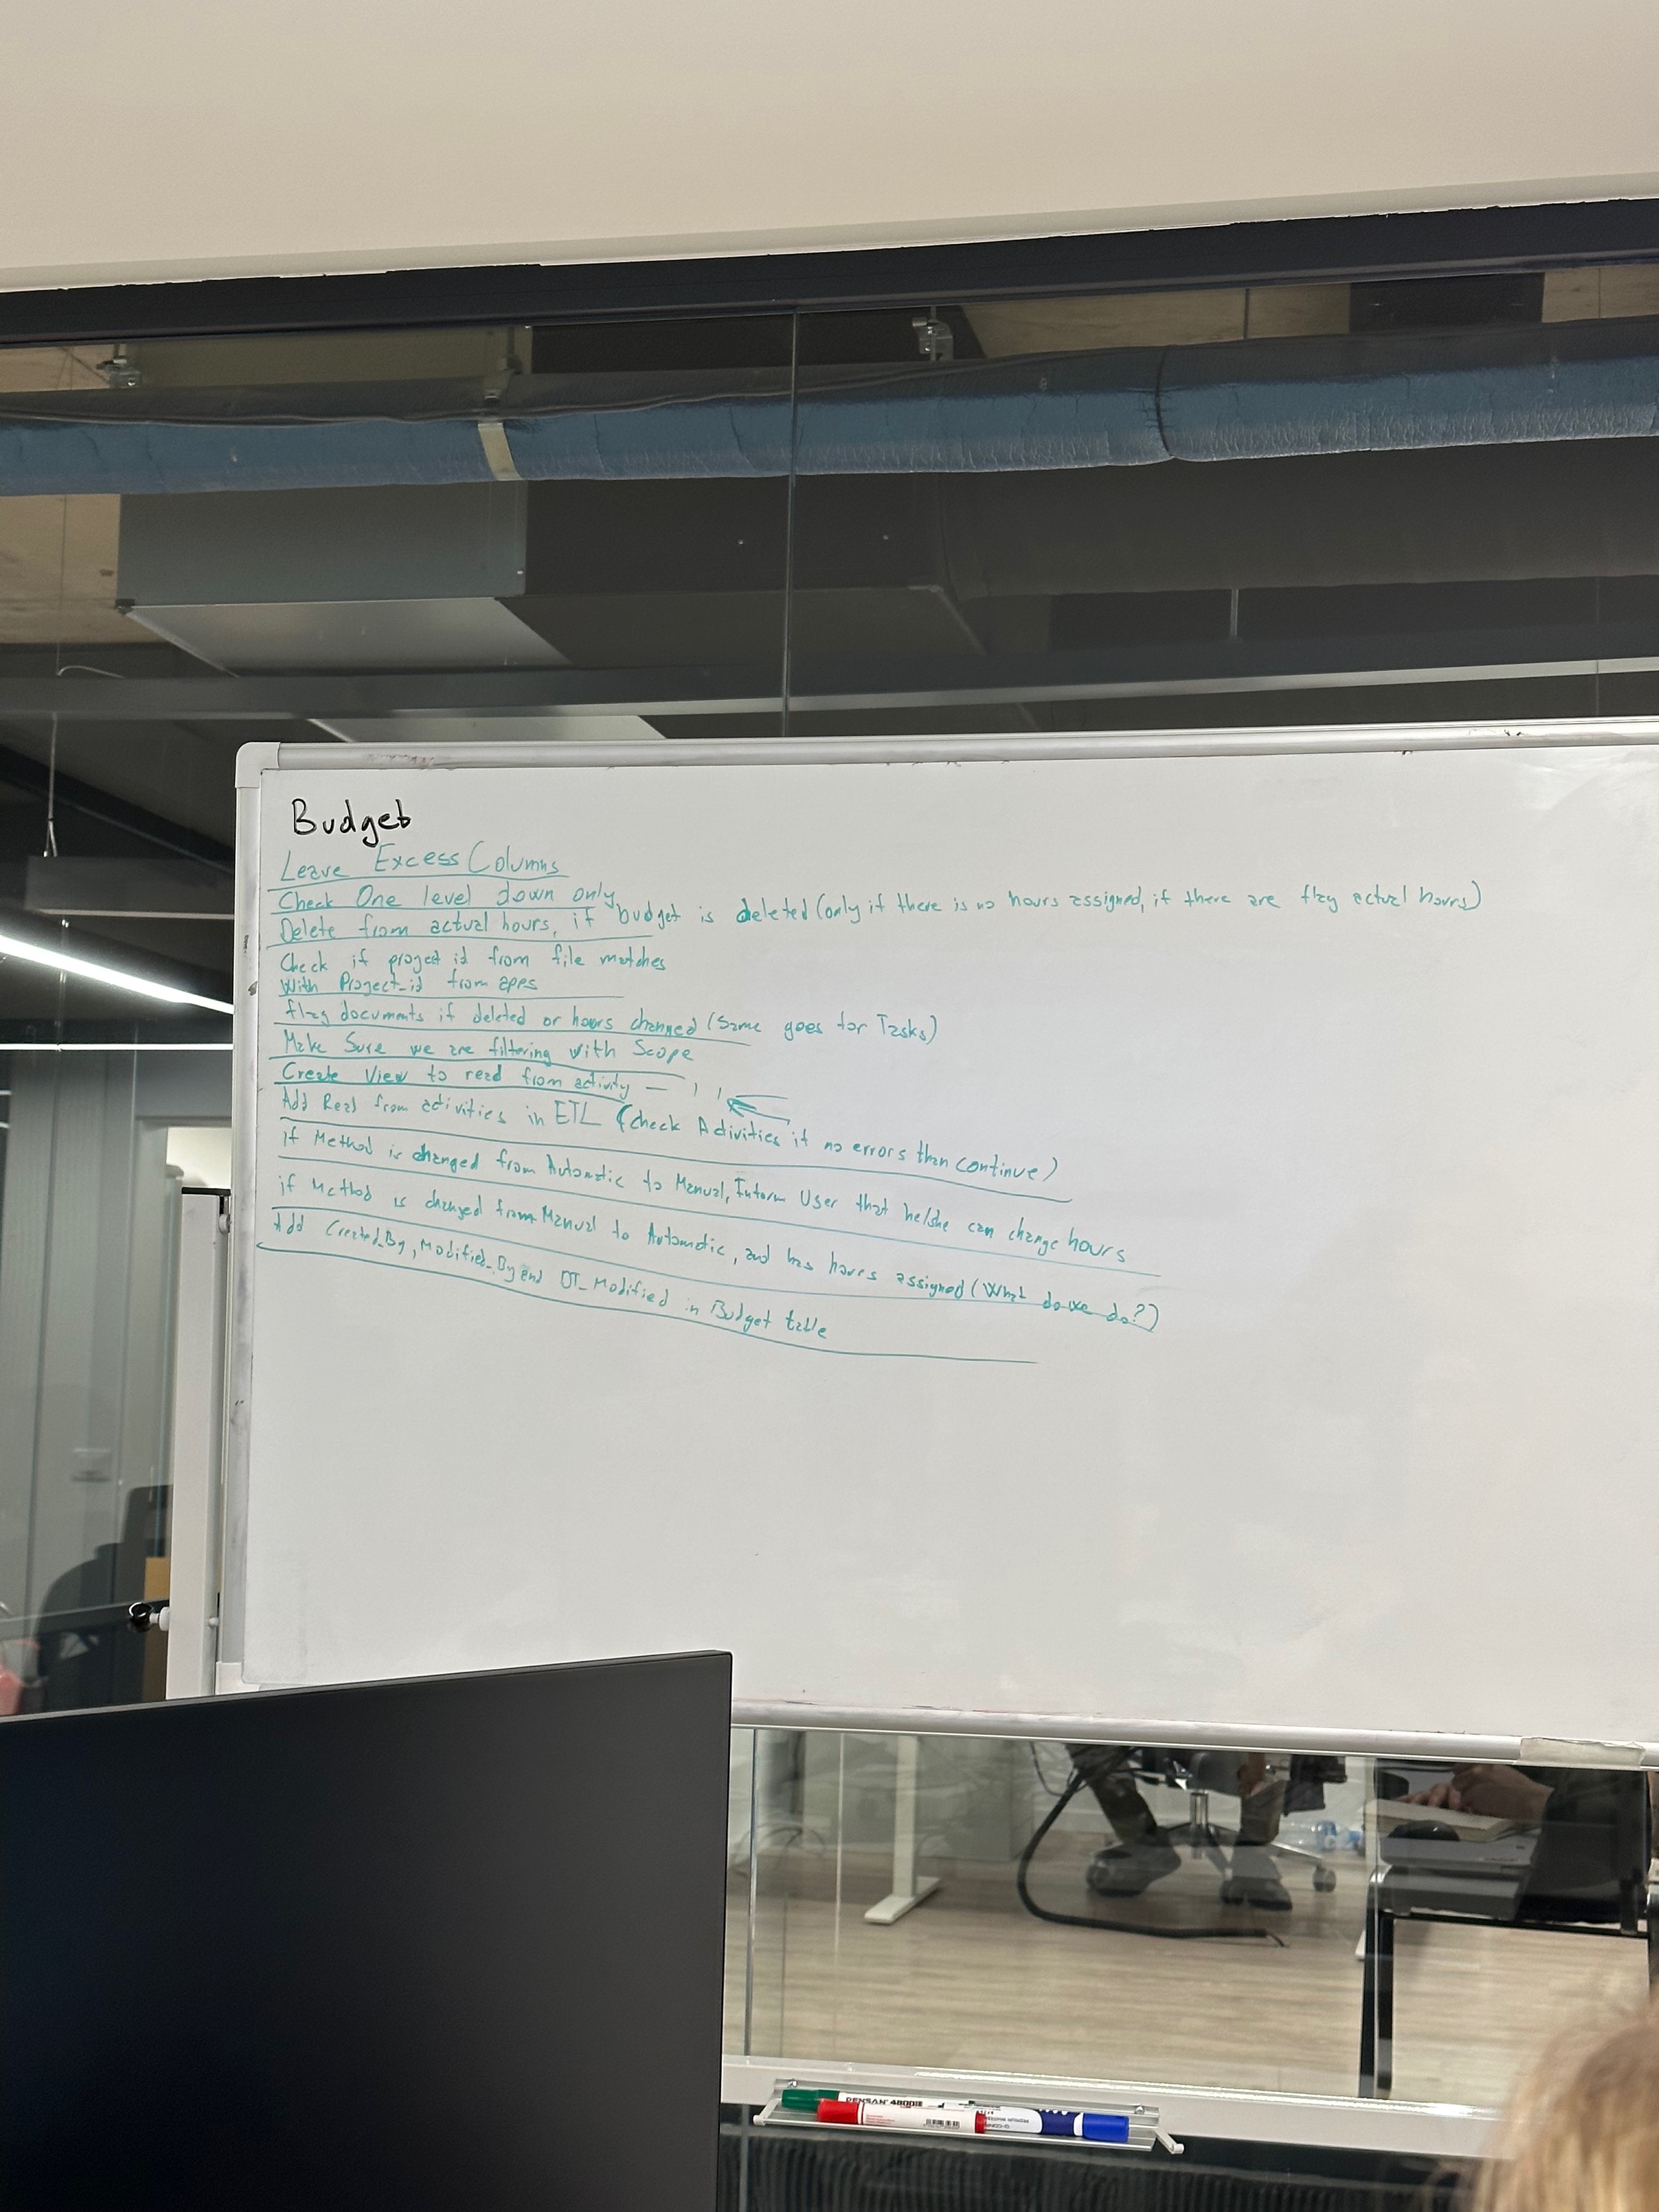 Budget
Leave Excess Columns
Check One level down only
Delete from actual hours, if budget is deleted (only if there is no hours assigned, if there are flag actual hours)
Check if project id from file matches
With Project_id from apps
flag documents if deleted or hours changed (Same goes for Tasks)
Make Sure we are filtering with Scope
Create View to read from activity —
Add Read from activities in ETL (check Activities if no errors than continue)
if Method is changed from Automatic to Manual, Inform User that he/she can change hours
if Method is changed from Manual to Automatic, and has hours assigned (What do we do?)
Add Created_By, Modified_By and DT_Modified in Budget table
PENSAN 4800